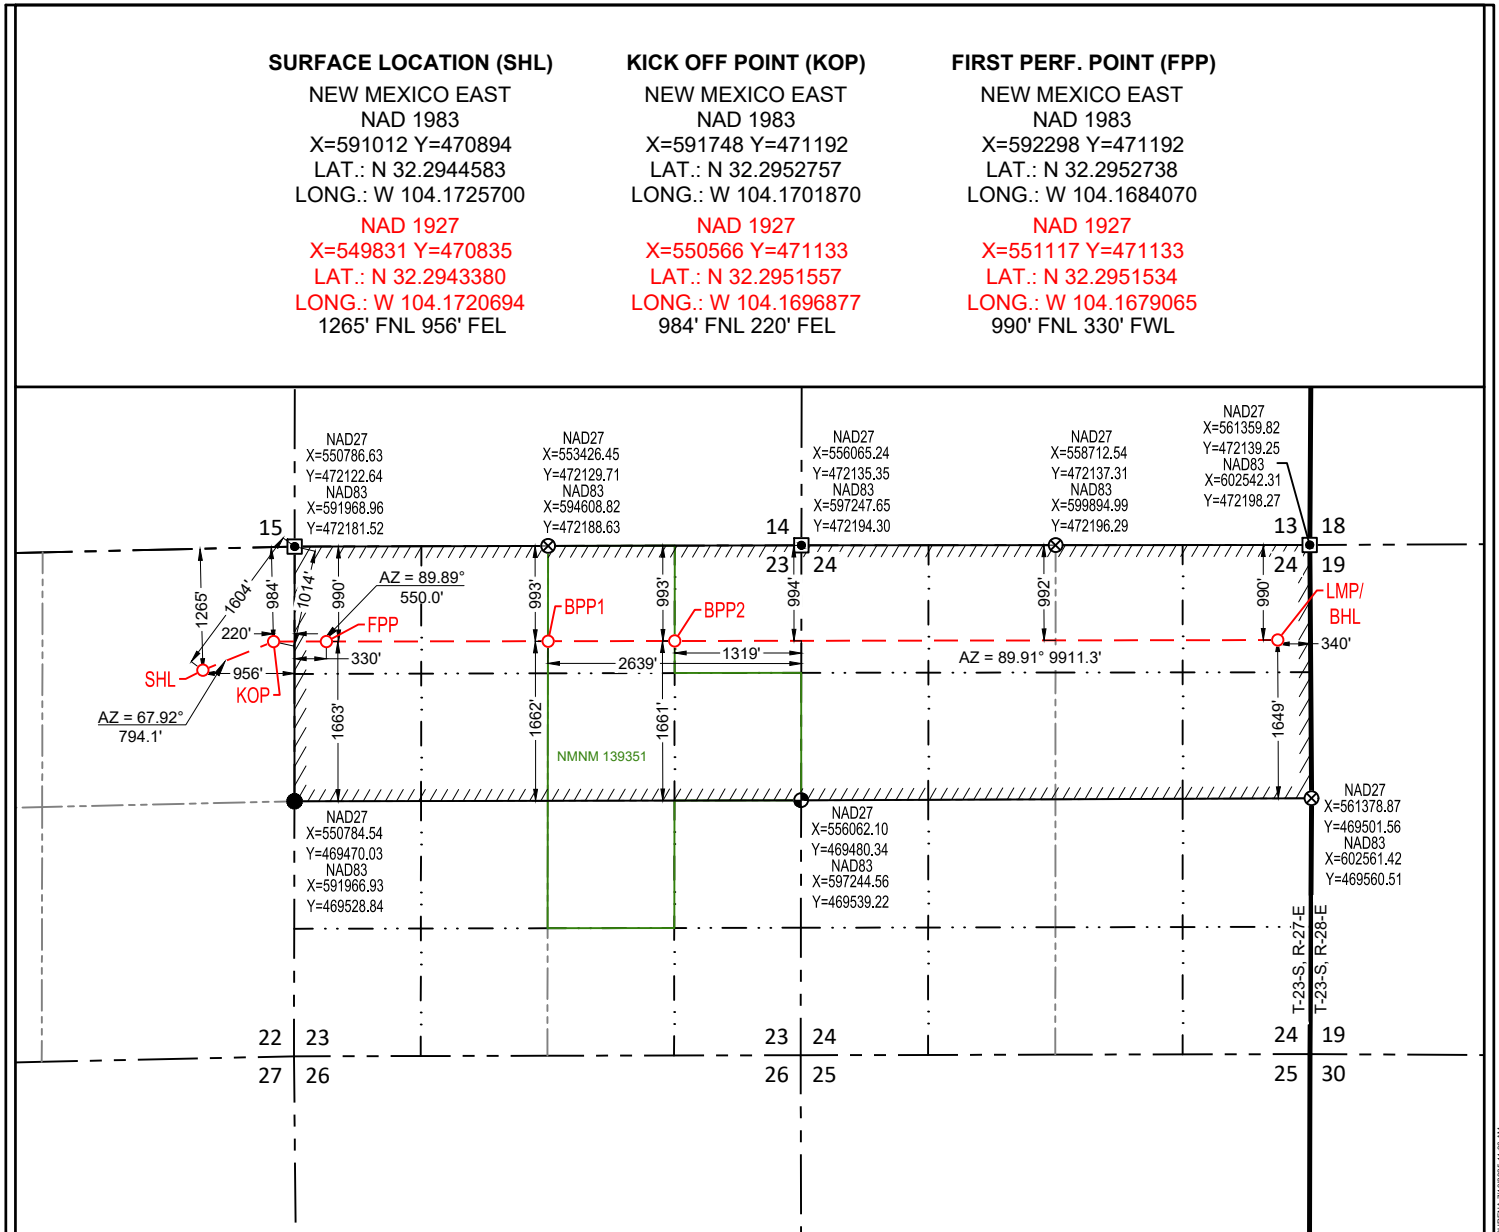 SURFACE LOCATION (SHL)
NEW MEXICO EAST
NAD 1983
X=591012 Y=470894
LAT.: N 32.2944583
LONG.: W 104.1725700
NAD 1927
X=549831 Y=470835
LAT.: N 32.2943380
LONG.: W 104.1720694
1265' FNL 956' FEL
KICK OFF POINT (KOP)
NEW MEXICO EAST
NAD 1983
X=591748 Y=471192
LAT.: N 32.2952757
LONG.: W 104.1701870
NAD 1927
X=550566 Y=471133
LAT.: N 32.2951557
LONG.: W 104.1696877
984' FNL 220' FEL
FIRST PERF. POINT (FPP)
NEW MEXICO EAST
NAD 1983
X=592298 Y=471192
LAT.: N 32.2952738
LONG.: W 104.1684070
NAD 1927
X=551117 Y=471133
LAT.: N 32.2951534
LONG.: W 104.1679065
990' FNL 330' FWL
NAD27
X=550786.63
Y=472122.64
NAD83
X=591968.96
Y=472181.52
NAD27
X=553426.45
Y=472129.71
NAD83
X=594608.82
Y=472188.63
NAD27
X=556065.24
Y=472135.35
NAD83
X=597247.65
Y=472194.30
NAD27
X=558712.54
Y=472137.31
NAD83
X=599894.99
Y=472196.29
NAD27
X=561359.82
Y=472139.25
NAD83
X=602542.31
Y=472198.27
15
14
23 24
13 18
24 19
1265'
1604'
984'
1014'
990'
AZ = 89.89°
550.0'
993'
993'
994'
992'
990'
220'
FPP
BPP1
BPP2
LMP/
BHL
330'
340'
SHL
956'
KOP
2639'
1319'
AZ = 89.91° 9911.3'
AZ = 67.92°
794.1'
1663'
1662'
1661'
1649'
NMNM 139351
NAD27
X=550784.54
Y=469470.03
NAD83
X=591966.93
Y=469528.84
NAD27
X=556062.10
Y=469480.34
NAD83
X=597244.56
Y=469539.22
NAD27
X=561378.87
Y=469501.56
NAD83
X=602561.42
Y=469560.51
T-23-S, R-27-E
T-23-S, R-28-E
22 23
27 26
23 24
26 25
24 19
25 30